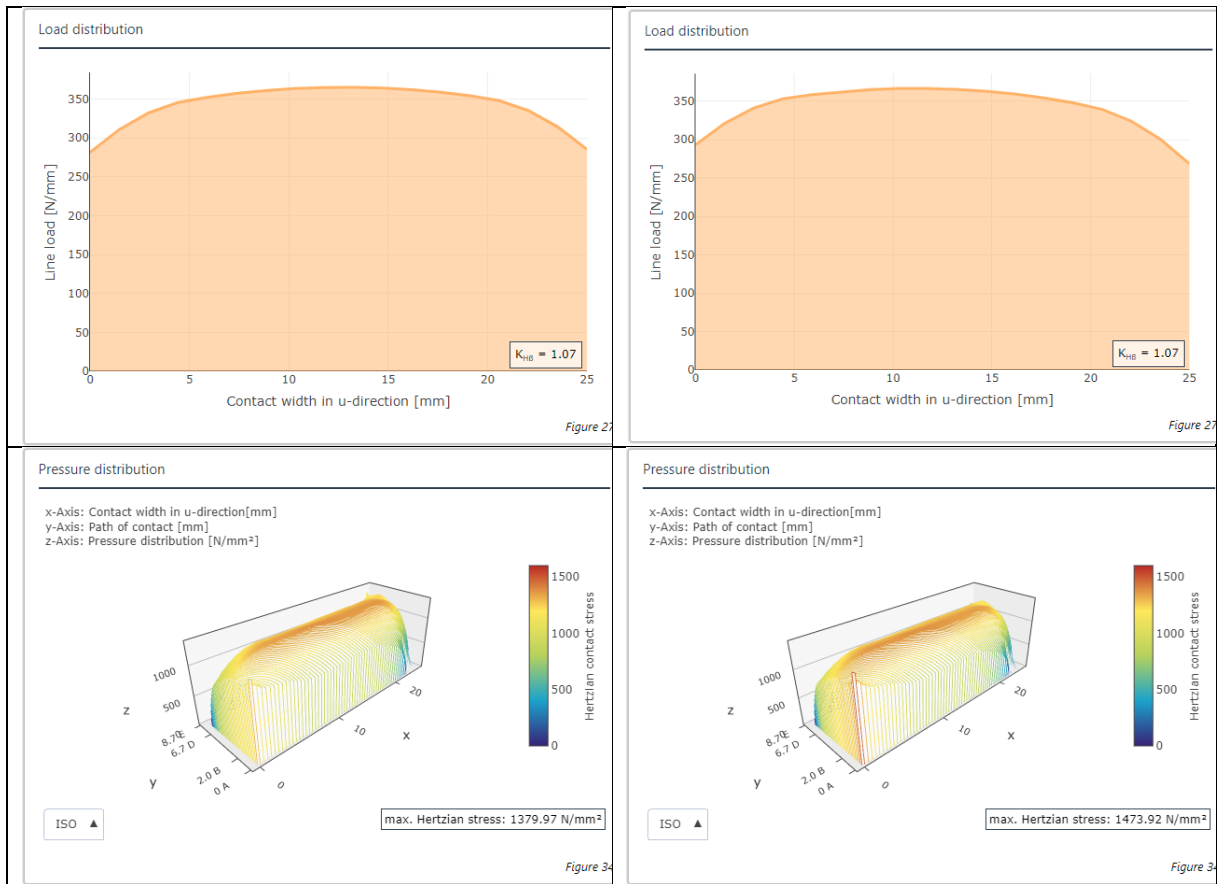 Load distribution
350
300
250
200
150
100
50
0
Line load [N/mm]
K_Hβ = 1.07
0 5 10 15 20 25
Contact width in u-direction [mm]
Figure 27
Load distribution
350
300
250
200
150
100
50
0
Line load [N/mm]
K_Hβ = 1.07
0 5 10 15 20 25
Contact width in u-direction [mm]
Figure 27
Pressure distribution
x-Axis: Contact width in u-direction[mm]
y-Axis: Path of contact [mm]
z-Axis: Pressure distribution [N/mm²]
1500
1000
500
0
Hertzian contact stress
1000
500
z
8.7 E
6.7 D
2.0 B
0 A
y
0
10
20
x
ISO ▲
max. Hertzian stress: 1379.97 N/mm²
Figure 34
Pressure distribution
x-Axis: Contact width in u-direction[mm]
y-Axis: Path of contact [mm]
z-Axis: Pressure distribution [N/mm²]
1500
1000
500
0
Hertzian contact stress
1000
500
z
8.7 E
6.7 D
2.0 B
0 A
y
0
10
20
x
ISO ▲
max. Hertzian stress: 1473.92 N/mm²
Figure 34